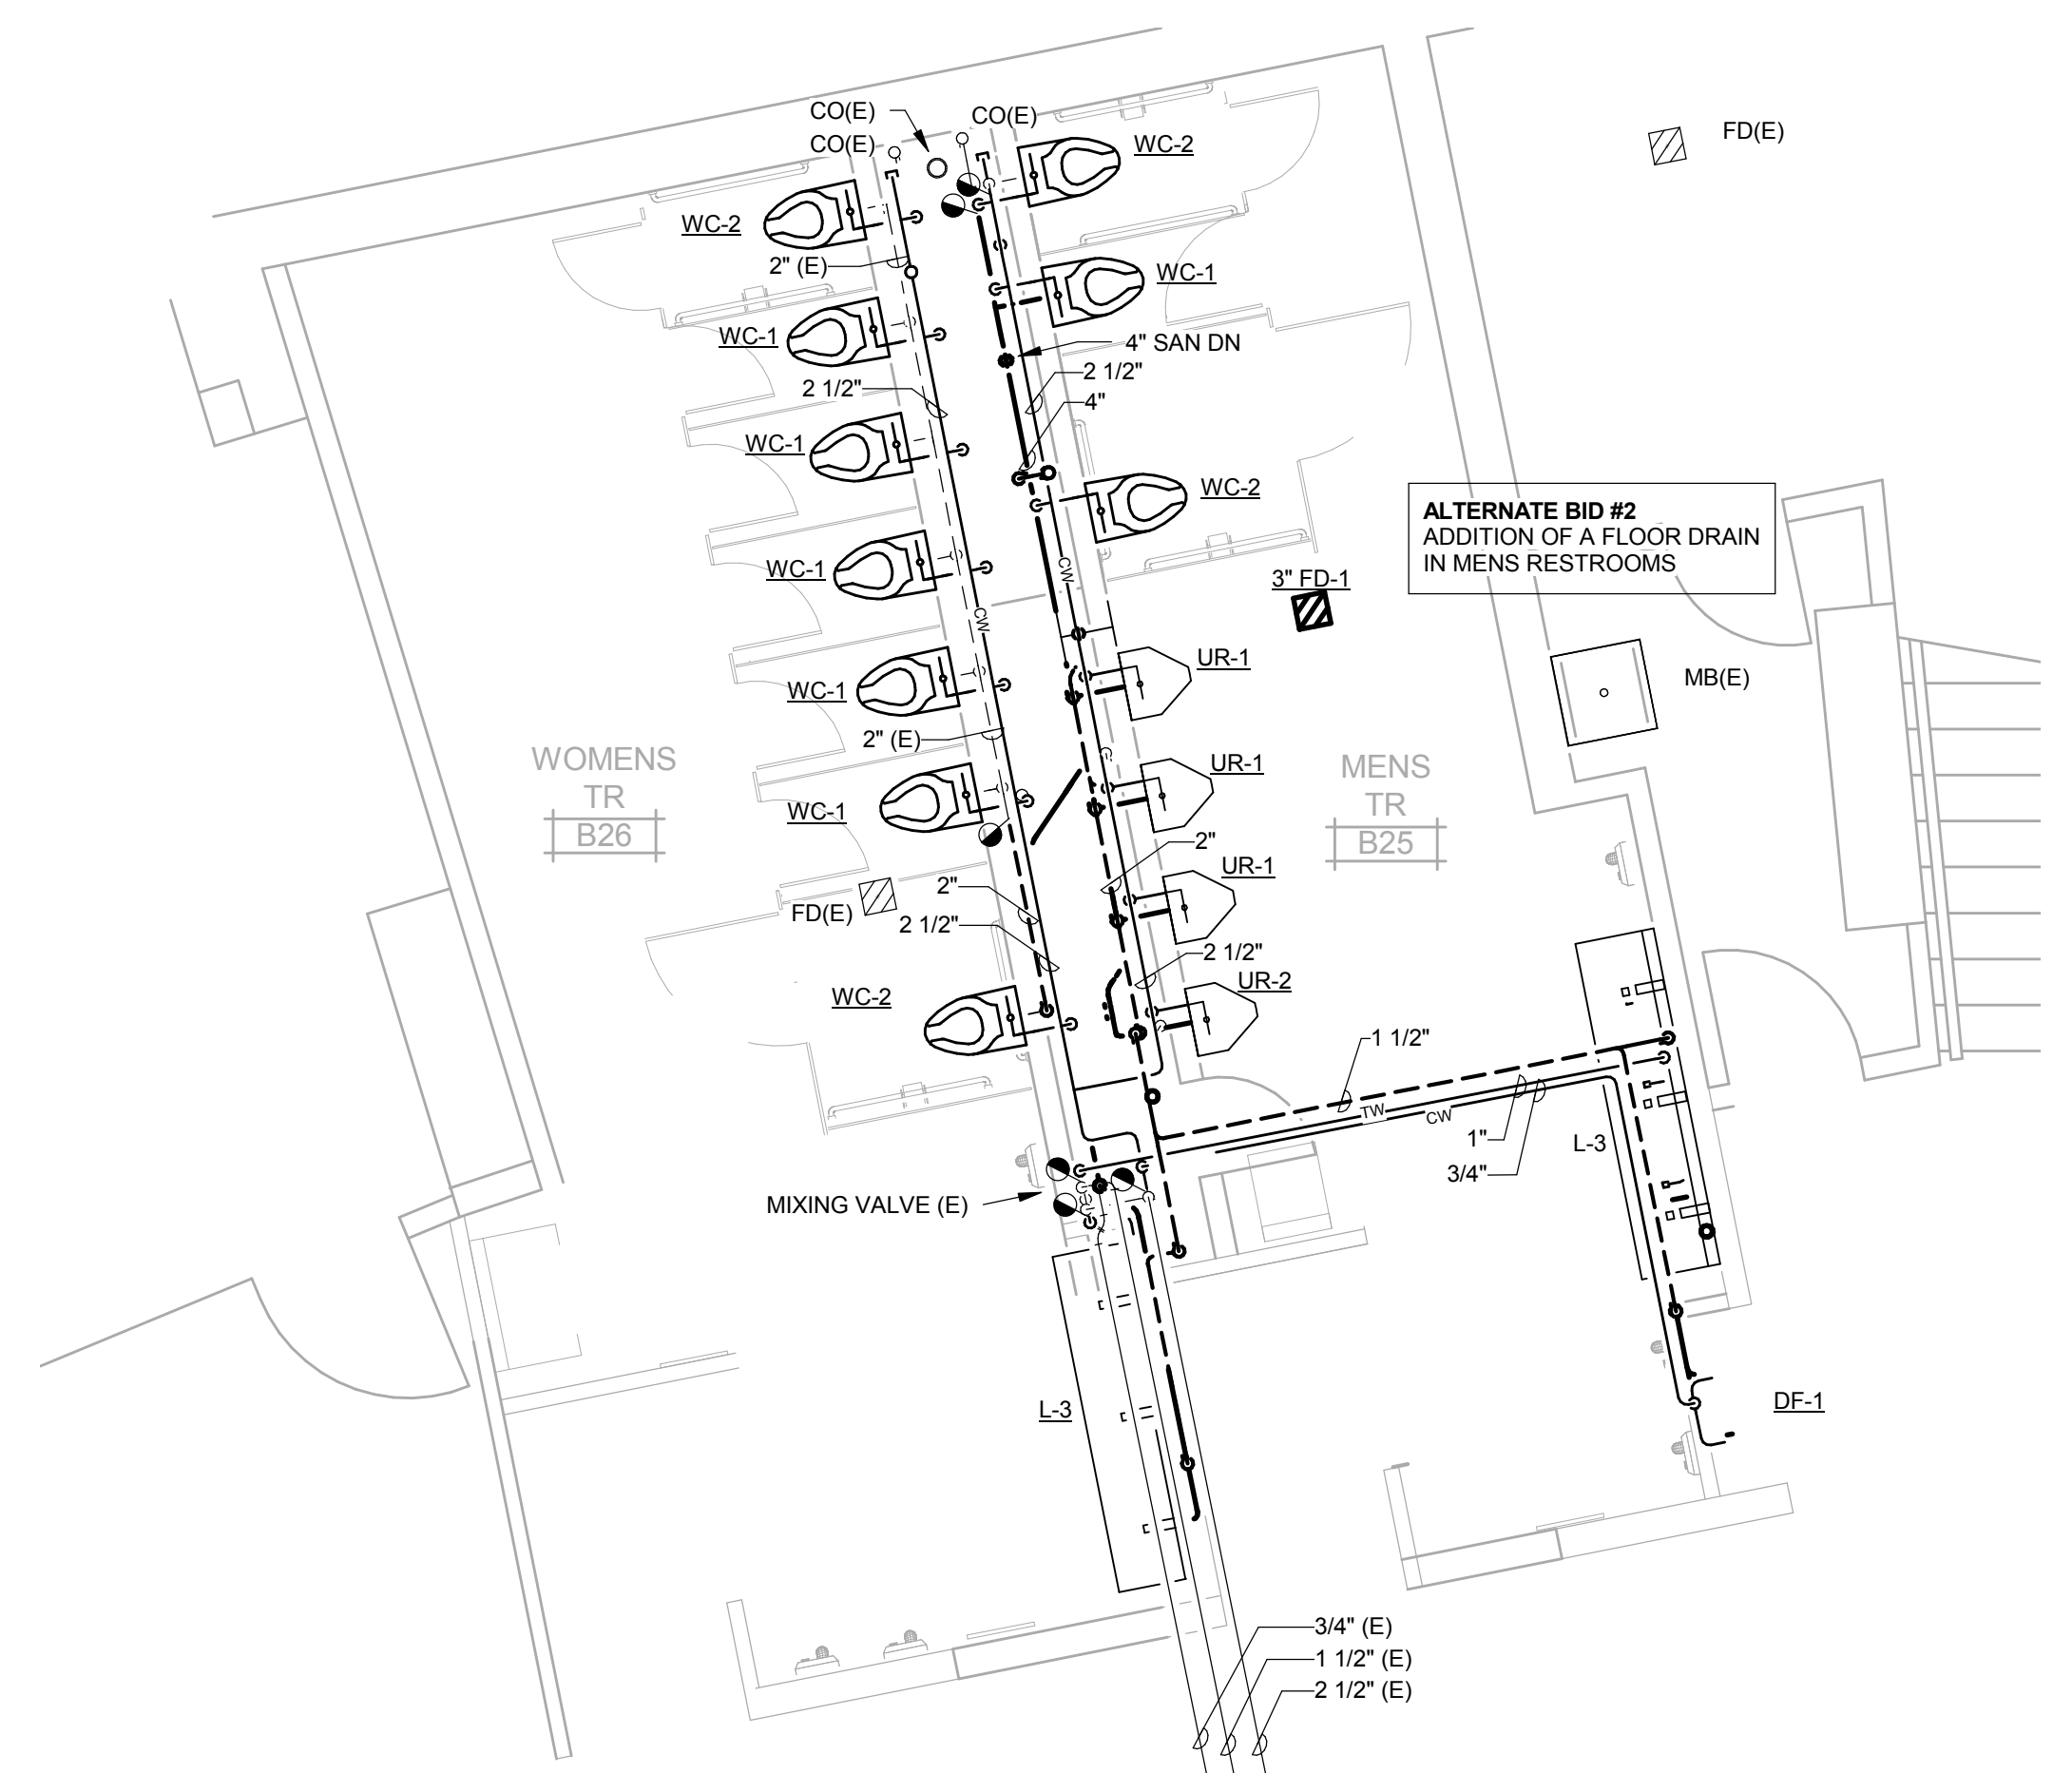 CO(E)
CO(E)
CO(E)
WC-2
FD(E)
WC-2
2" (E)
WC-1
WC-1
4" SAN DN
2 1/2"
2 1/2"
4"
WC-1
WC-2
ALTERNATE BID #2
ADDITION OF A FLOOR DRAIN
IN MENS RESTROOMS
WC-1
CW
3" FD-1
CW
UR-1
MB(E)
WC-1
2" (E)
WOMENS
TR
B26
UR-1
MENS
TR
B25
WC-1
2"
UR-1
2"
FD(E)
2 1/2"
2 1/2"
UR-2
WC-2
1 1/2"
TW
CW
1"
L-3
3/4"
MIXING VALVE (E)
L-3
DF-1
3/4" (E)
1 1/2" (E)
2 1/2" (E)